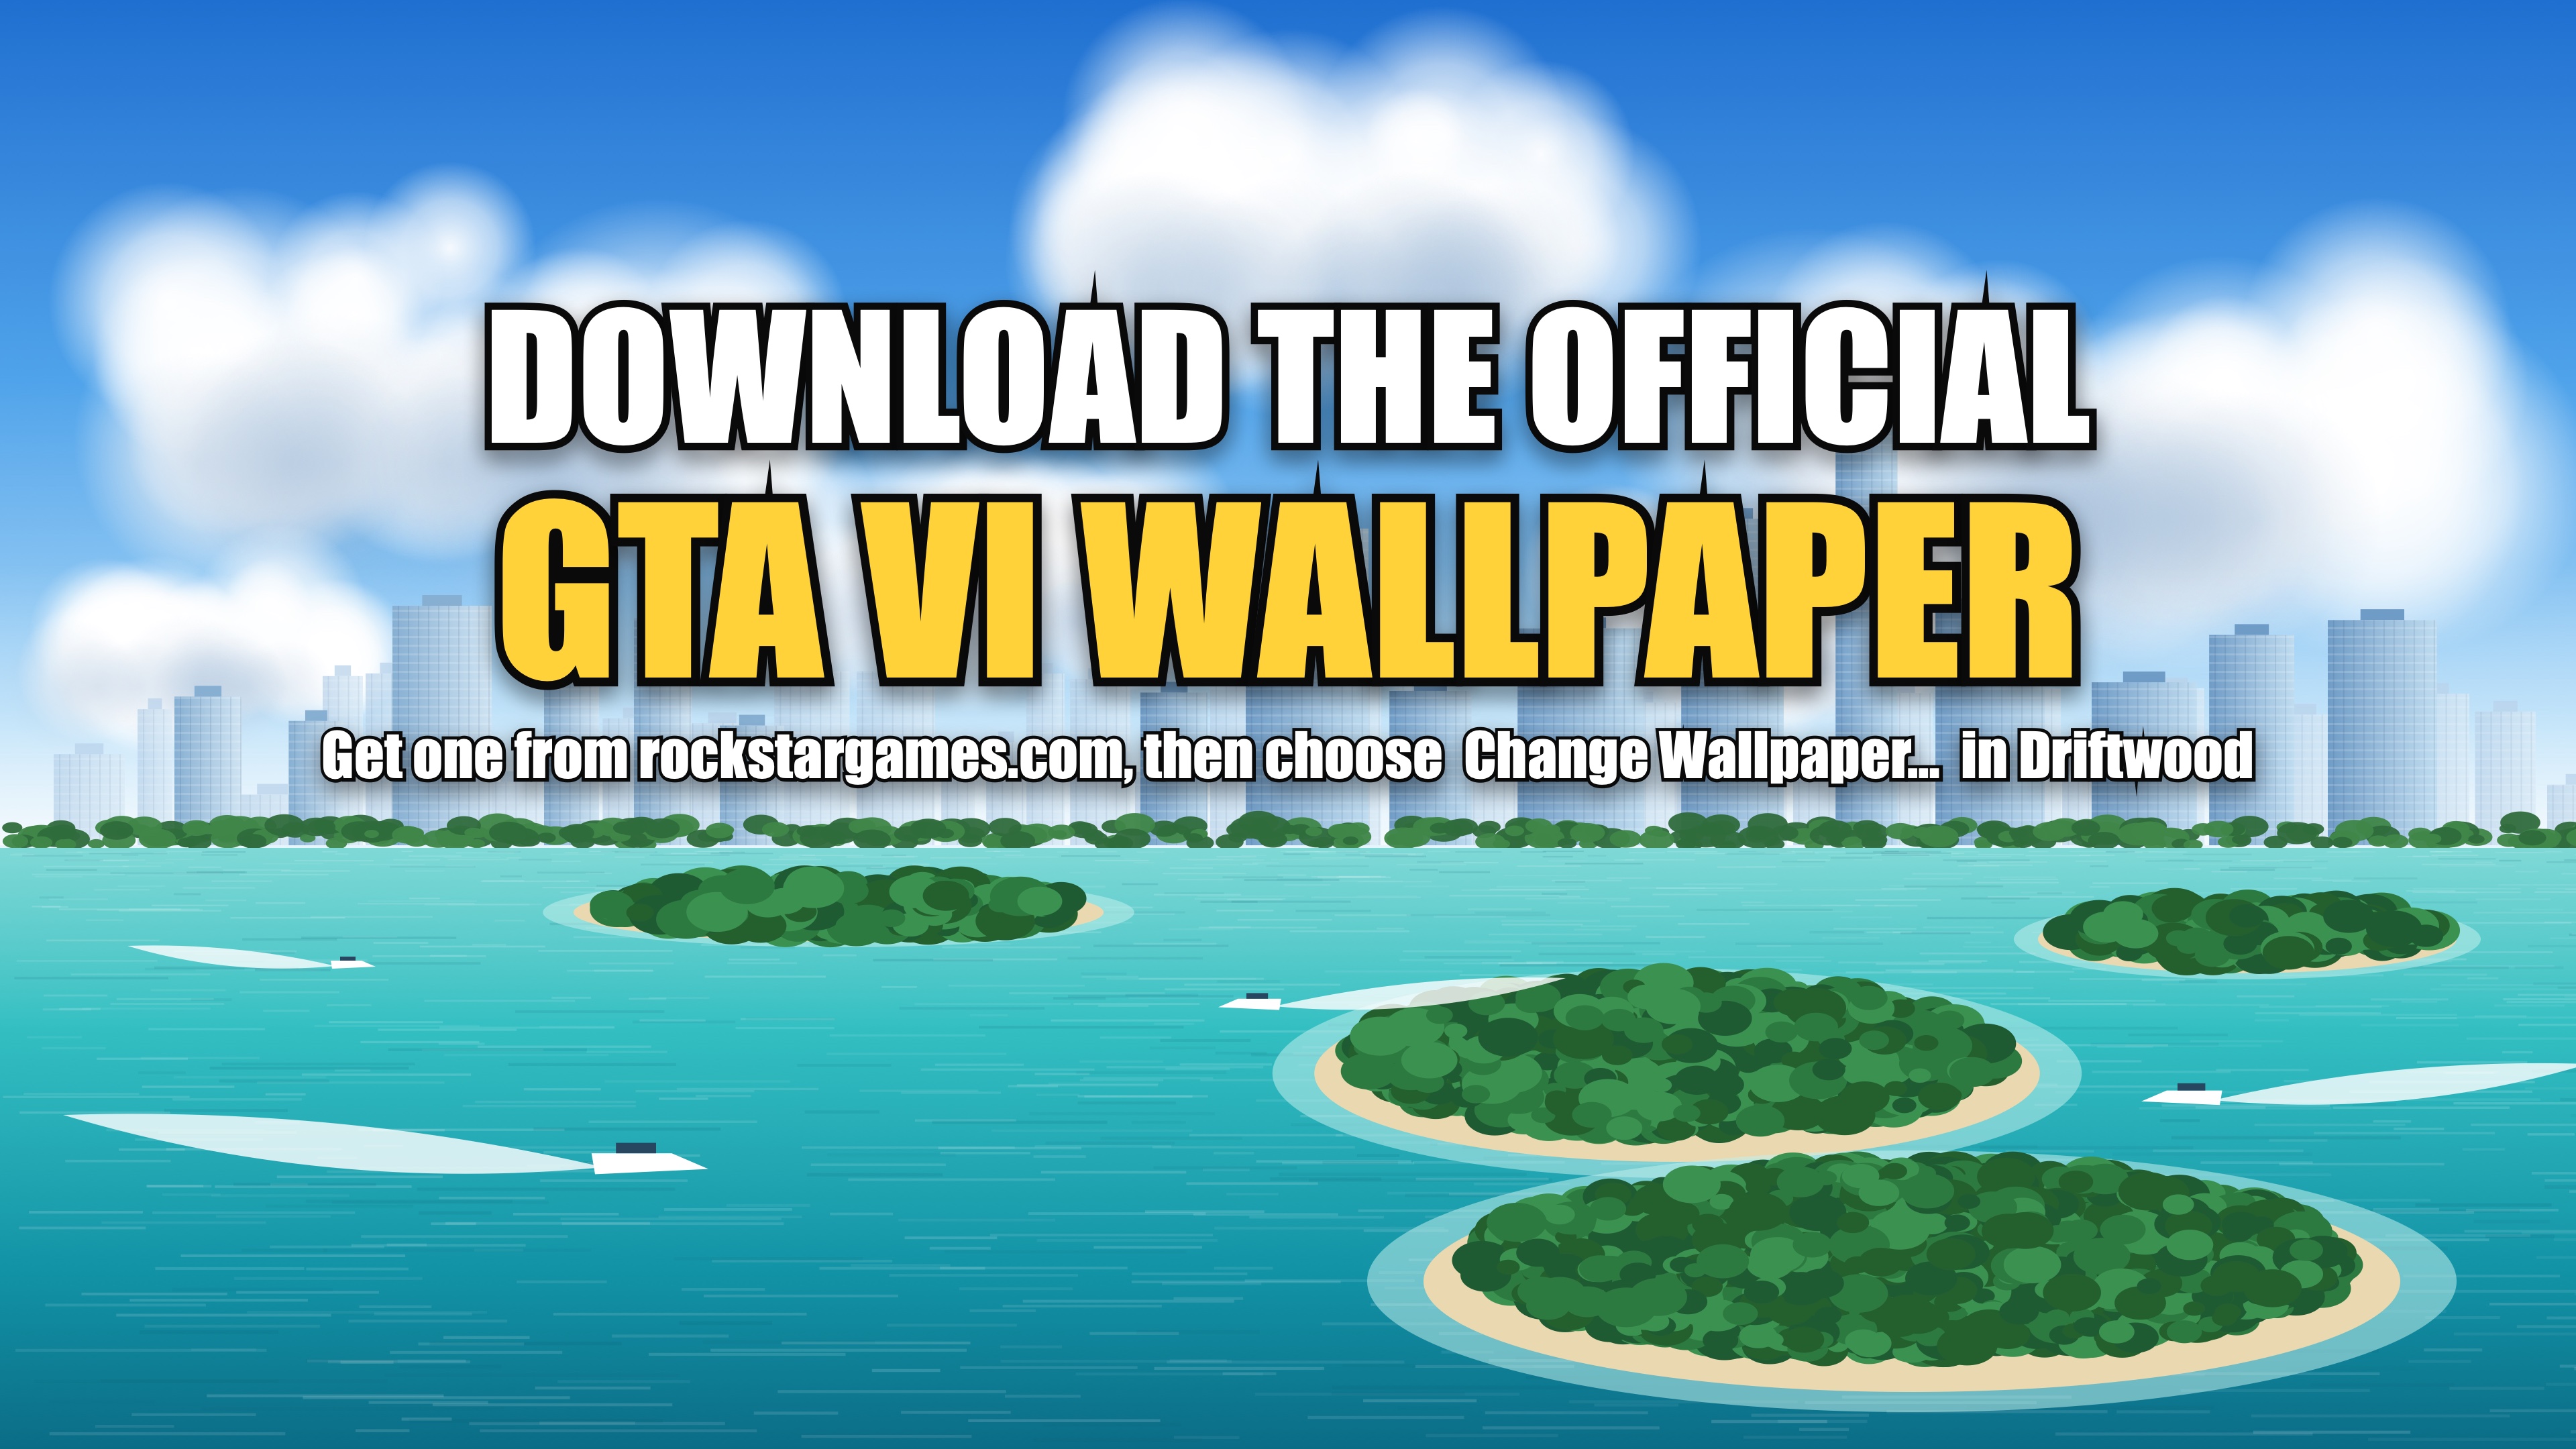 DOWNLOAD THE OFFICIAL
GTA VI WALLPAPER
Get one from rockstargames.com, then choose Change Wallpaper... in Driftwood